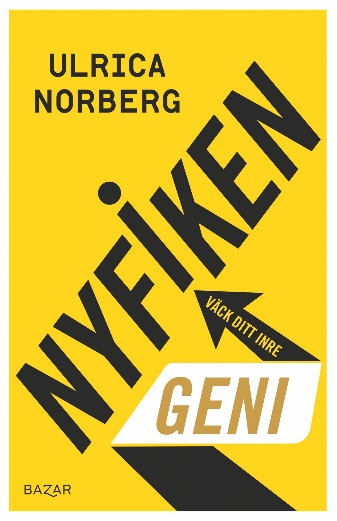 ULRICA
NORBERG
NYFIKEN
VÄCK DITT INRE
GENI
BAZAR